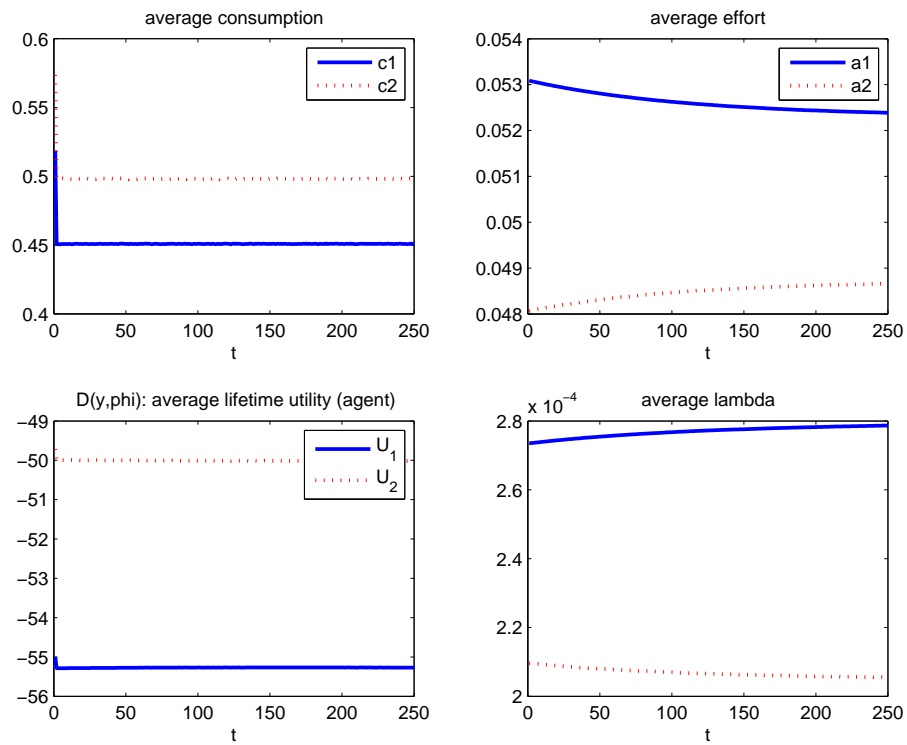 average consumption
0.6
0.55
0.5
0.45
0.4
0 50 100 150 200 250
t
c1
c2
average effort
0.054
0.053
0.052
0.051
0.05
0.049
0.048
0 50 100 150 200 250
t
a1
a2
D(y,phi): average lifetime utility (agent)
−49
−50
−51
−52
−53
−54
−55
−56
0 50 100 150 200 250
t
U1
U2
average lambda
x 10−4
2.8
2.6
2.4
2.2
2
0 50 100 150 200 250
t